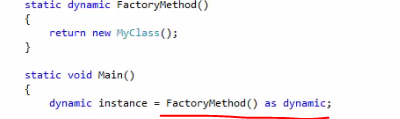 static dynamic FactoryMethod()
{
return new MyClass();
}
static void Main()
{
dynamic instance = FactoryMethod() as dynamic;